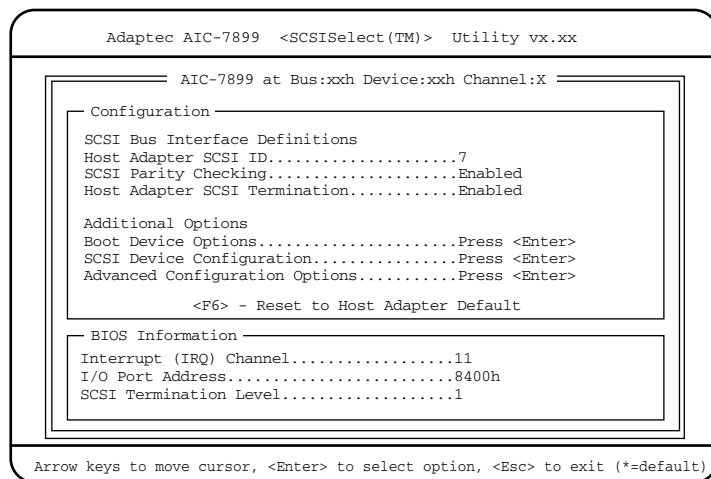 Adaptec AIC-7899 <SCSISelect(TM)> Utility vx.xx
AIC-7899 at Bus:xxh Device:xxh Channel:X
Configuration
SCSI Bus Interface Definitions
Host Adapter SCSI ID.....................7
SCSI Parity Checking.....................Enabled
Host Adapter SCSI Termination............Enabled
Additional Options
Boot Device Options......................Press <Enter>
SCSI Device Configuration................Press <Enter>
Advanced Configuration Options...........Press <Enter>
<F6> - Reset to Host Adapter Default
BIOS Information
Interrupt (IRQ) Channel..................11
I/O Port Address.........................8400h
SCSI Termination Level...................1
Arrow keys to move cursor, <Enter> to select option, <Esc> to exit (*=default)